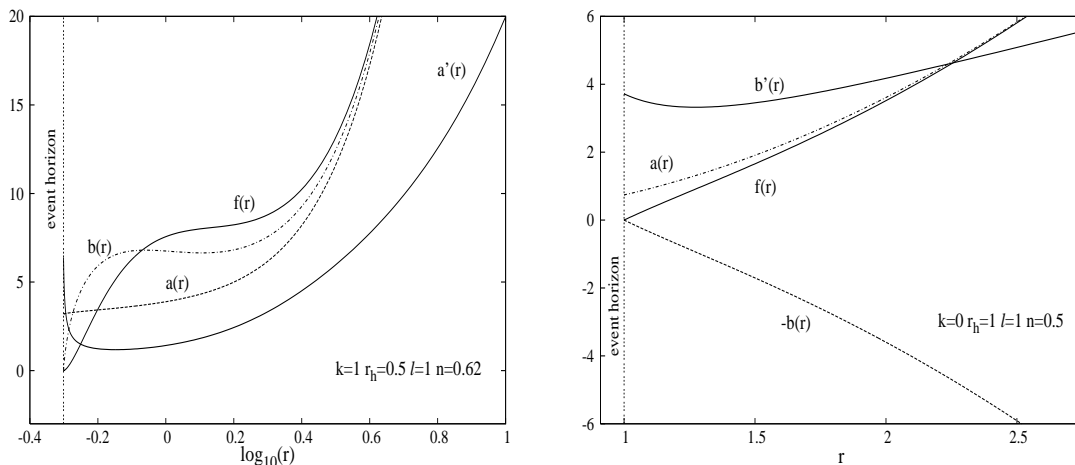 20
15
10
5
0
-0.4
-0.2
0
0.2
0.4
0.6
0.8
1
log10(r)
event horizon
f(r)
a'(r)
b(r)
a(r)
k=1 rh=0.5 l=1 n=0.62
6
4
2
0
-2
-4
-6
1
1.5
2
2.5
r
event horizon
b'(r)
a(r)
f(r)
-b(r)
k=0 rh=1 l=1 n=0.5